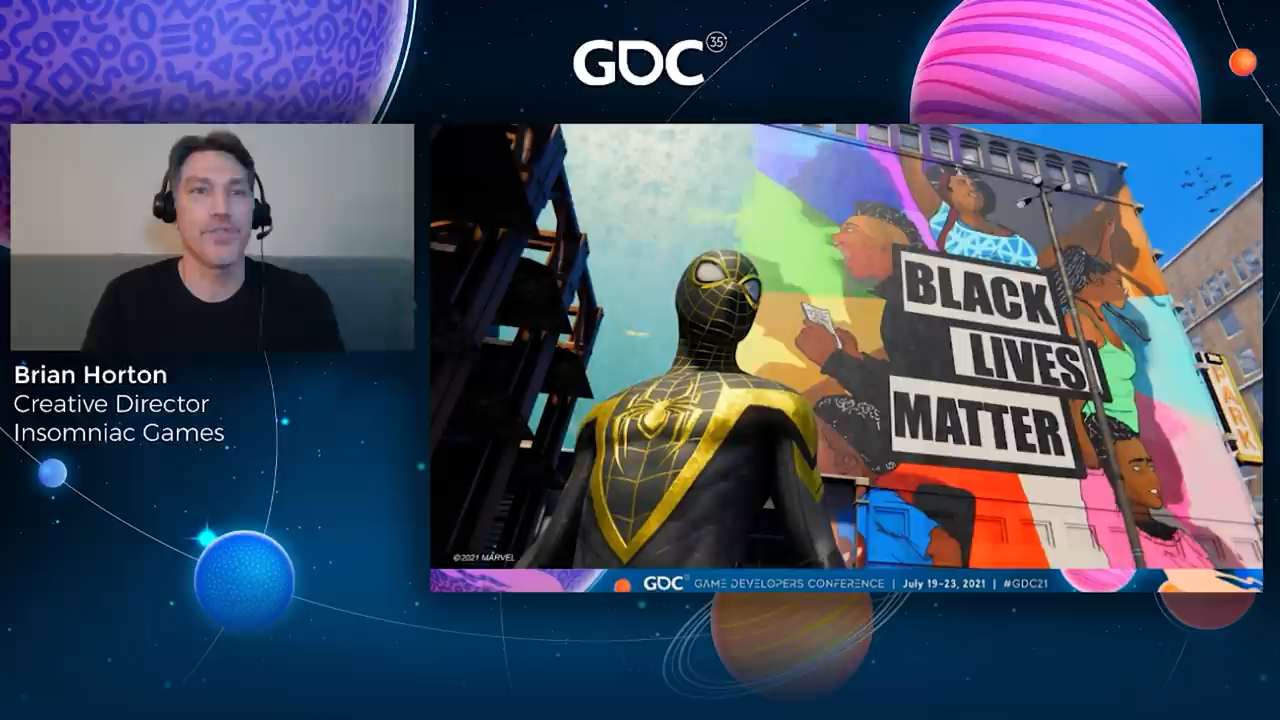 GDC 35
Brian Horton
Creative Director
Insomniac Games
BLACK
LIVES
MATTER
PARK
©2021 MARVEL
GDC GAME DEVELOPERS CONFERENCE | July 19-23, 2021 | #GDC21